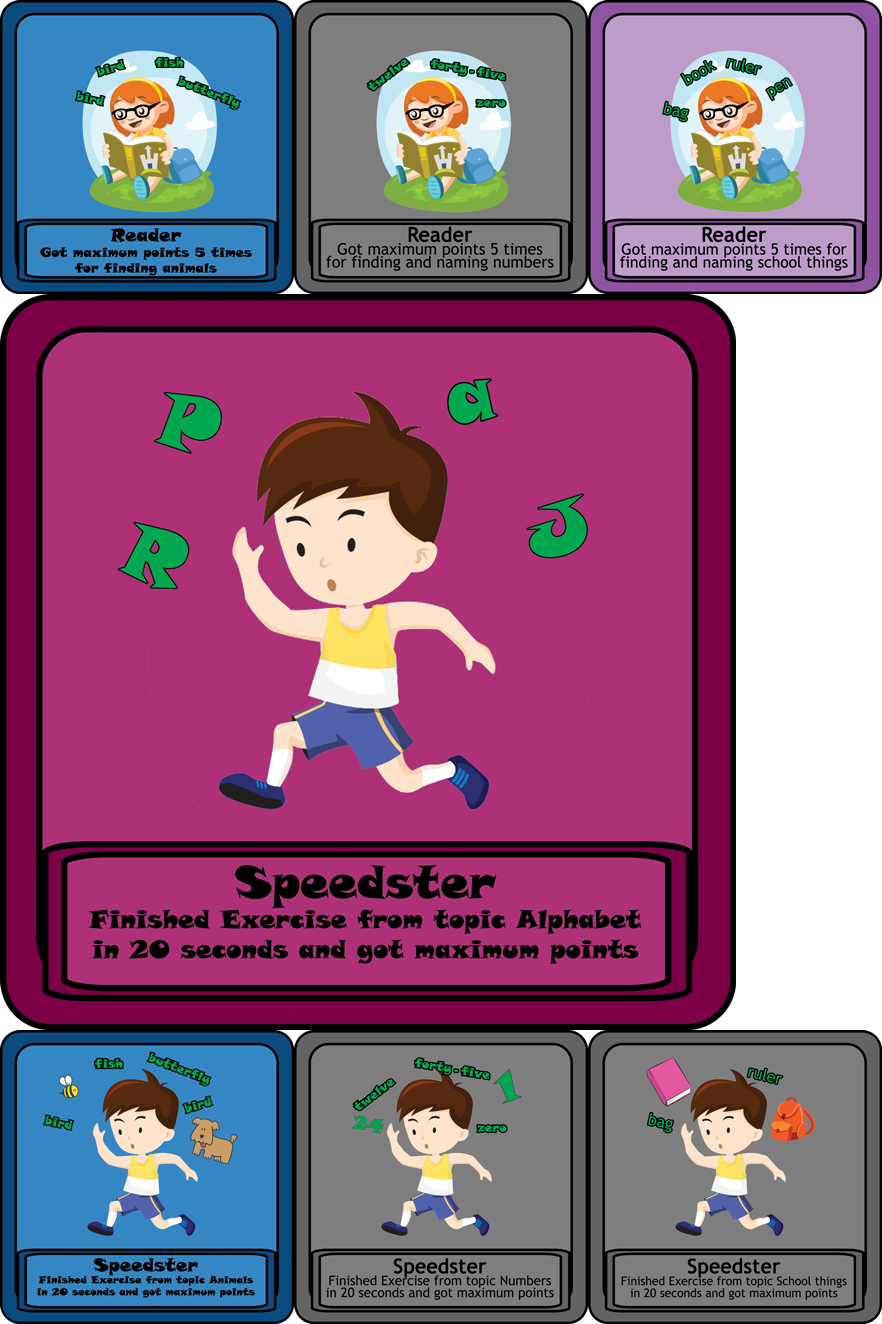 bird bird fish butterfly
Reader
Got maximum points 5 times
for finding animals
twelve forty-five zero
Reader
Got maximum points 5 times
for finding and naming numbers
bag book ruler pen
Reader
Got maximum points 5 times for
finding and naming school things
P a
R J
Speedster
Finished Exercise from topic Alphabet
in 20 seconds and got maximum points
fish butterfly
bird bird
Speedster
Finished Exercise from topic Animals
in 20 seconds and got maximum points
twelve forty-five 1
24 zero
Speedster
Finished Exercise from topic Numbers
in 20 seconds and got maximum points
ruler
bag
Speedster
Finished Exercise from topic School things
in 20 seconds and got maximum points